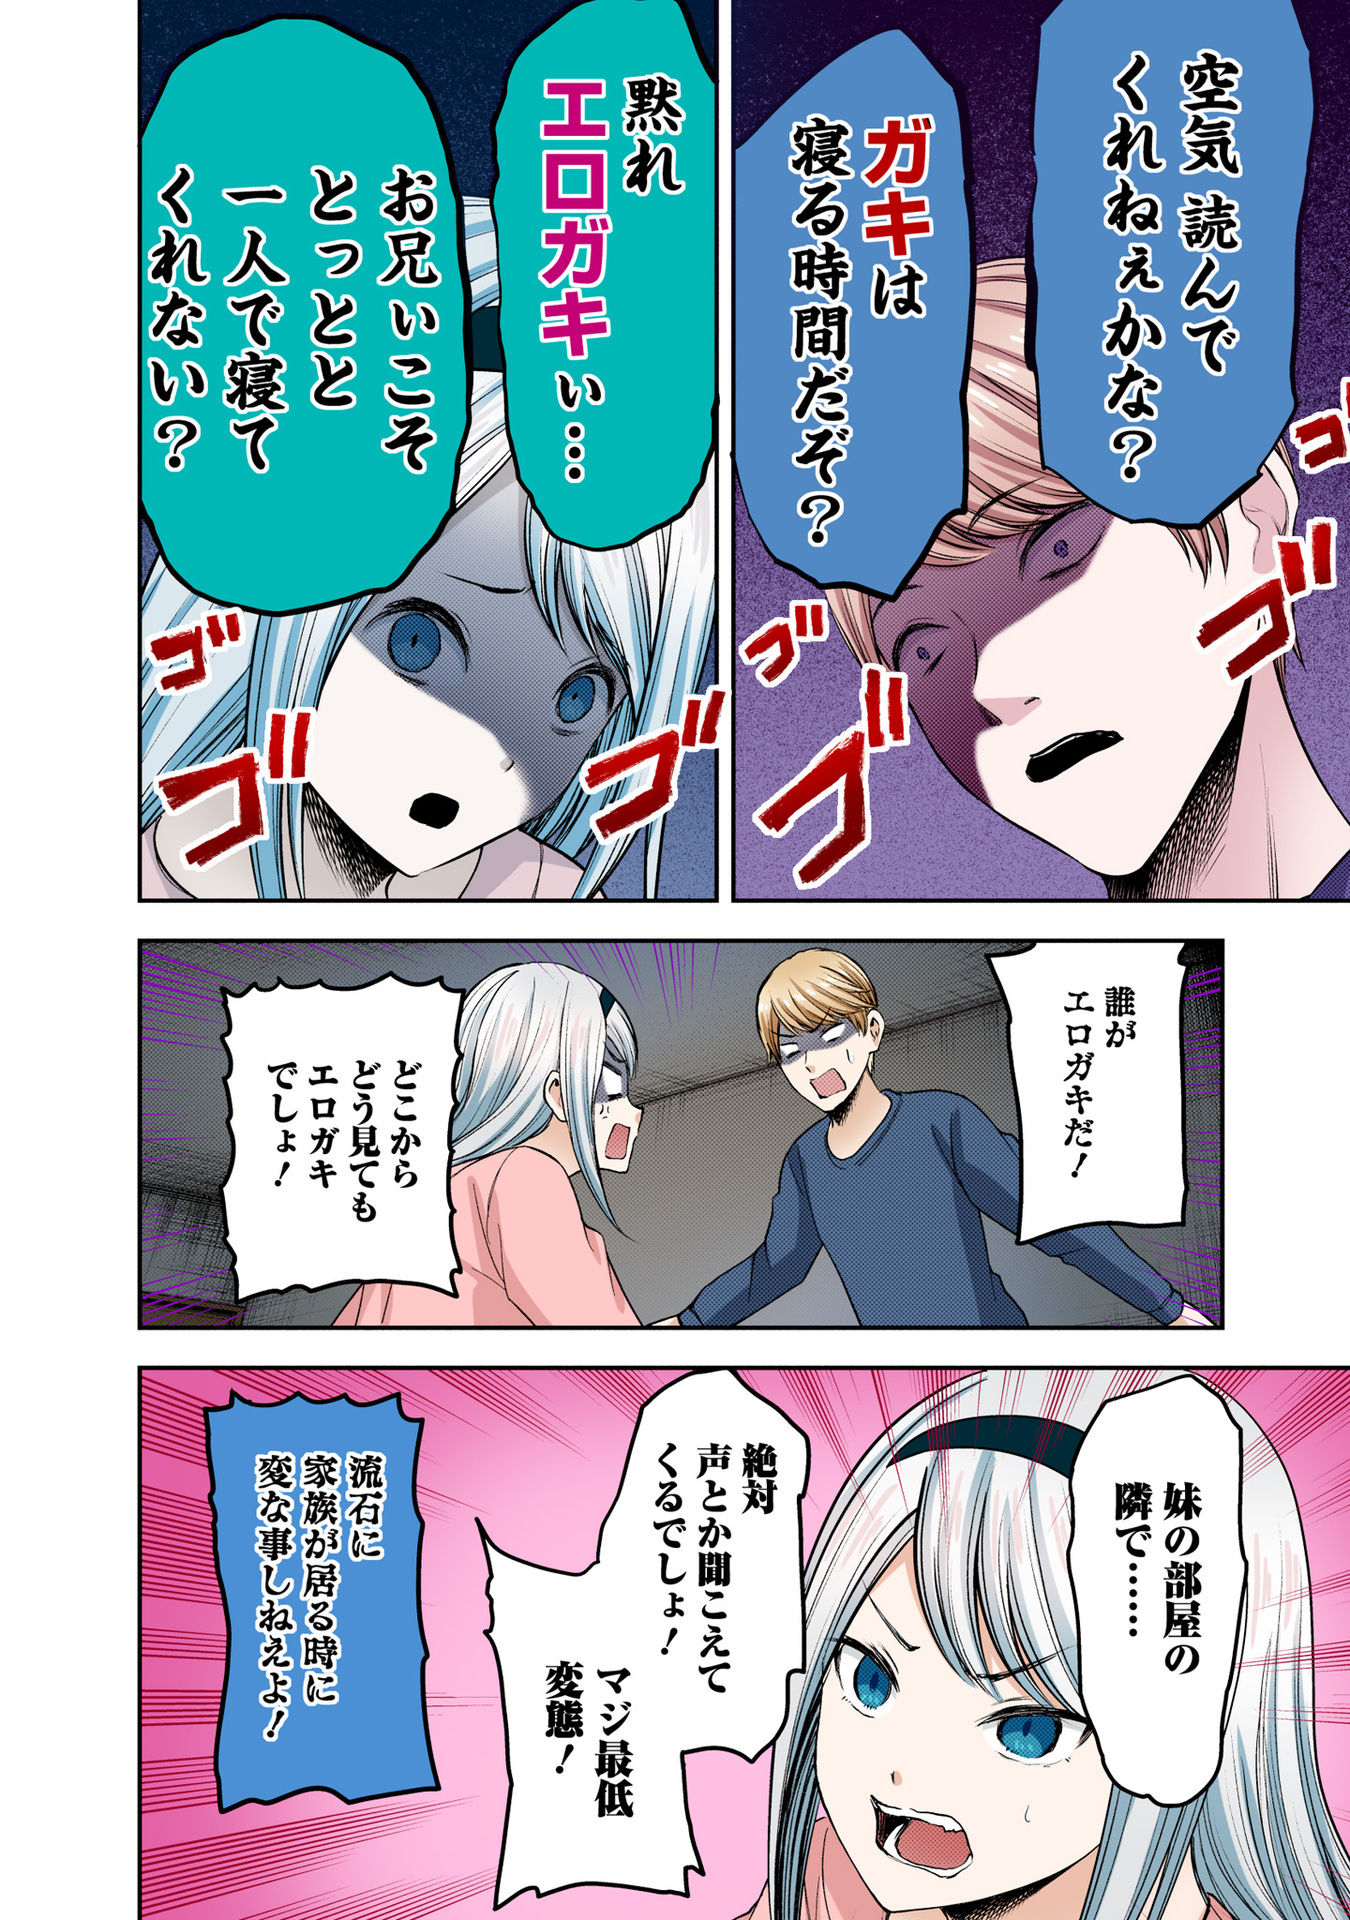 空気 読んで
くれねぇかな?
ガキは
寝る時間だぞ?
ゴゴ
ゴゴ
黙れ
エロガキぃ…
お兄ぃこそ
とっとと
一人で寝て
くれない?
ゴゴ
ゴ
誰が
エロガキだ!
どこから
どう見ても
エロガキ
でしょ!
妹の部屋の
隣で……
絶対
声とか聞こえて
くるでしょ!
マジ最低
変態!
流石に
家族が居る時に
変な事しねえよ!